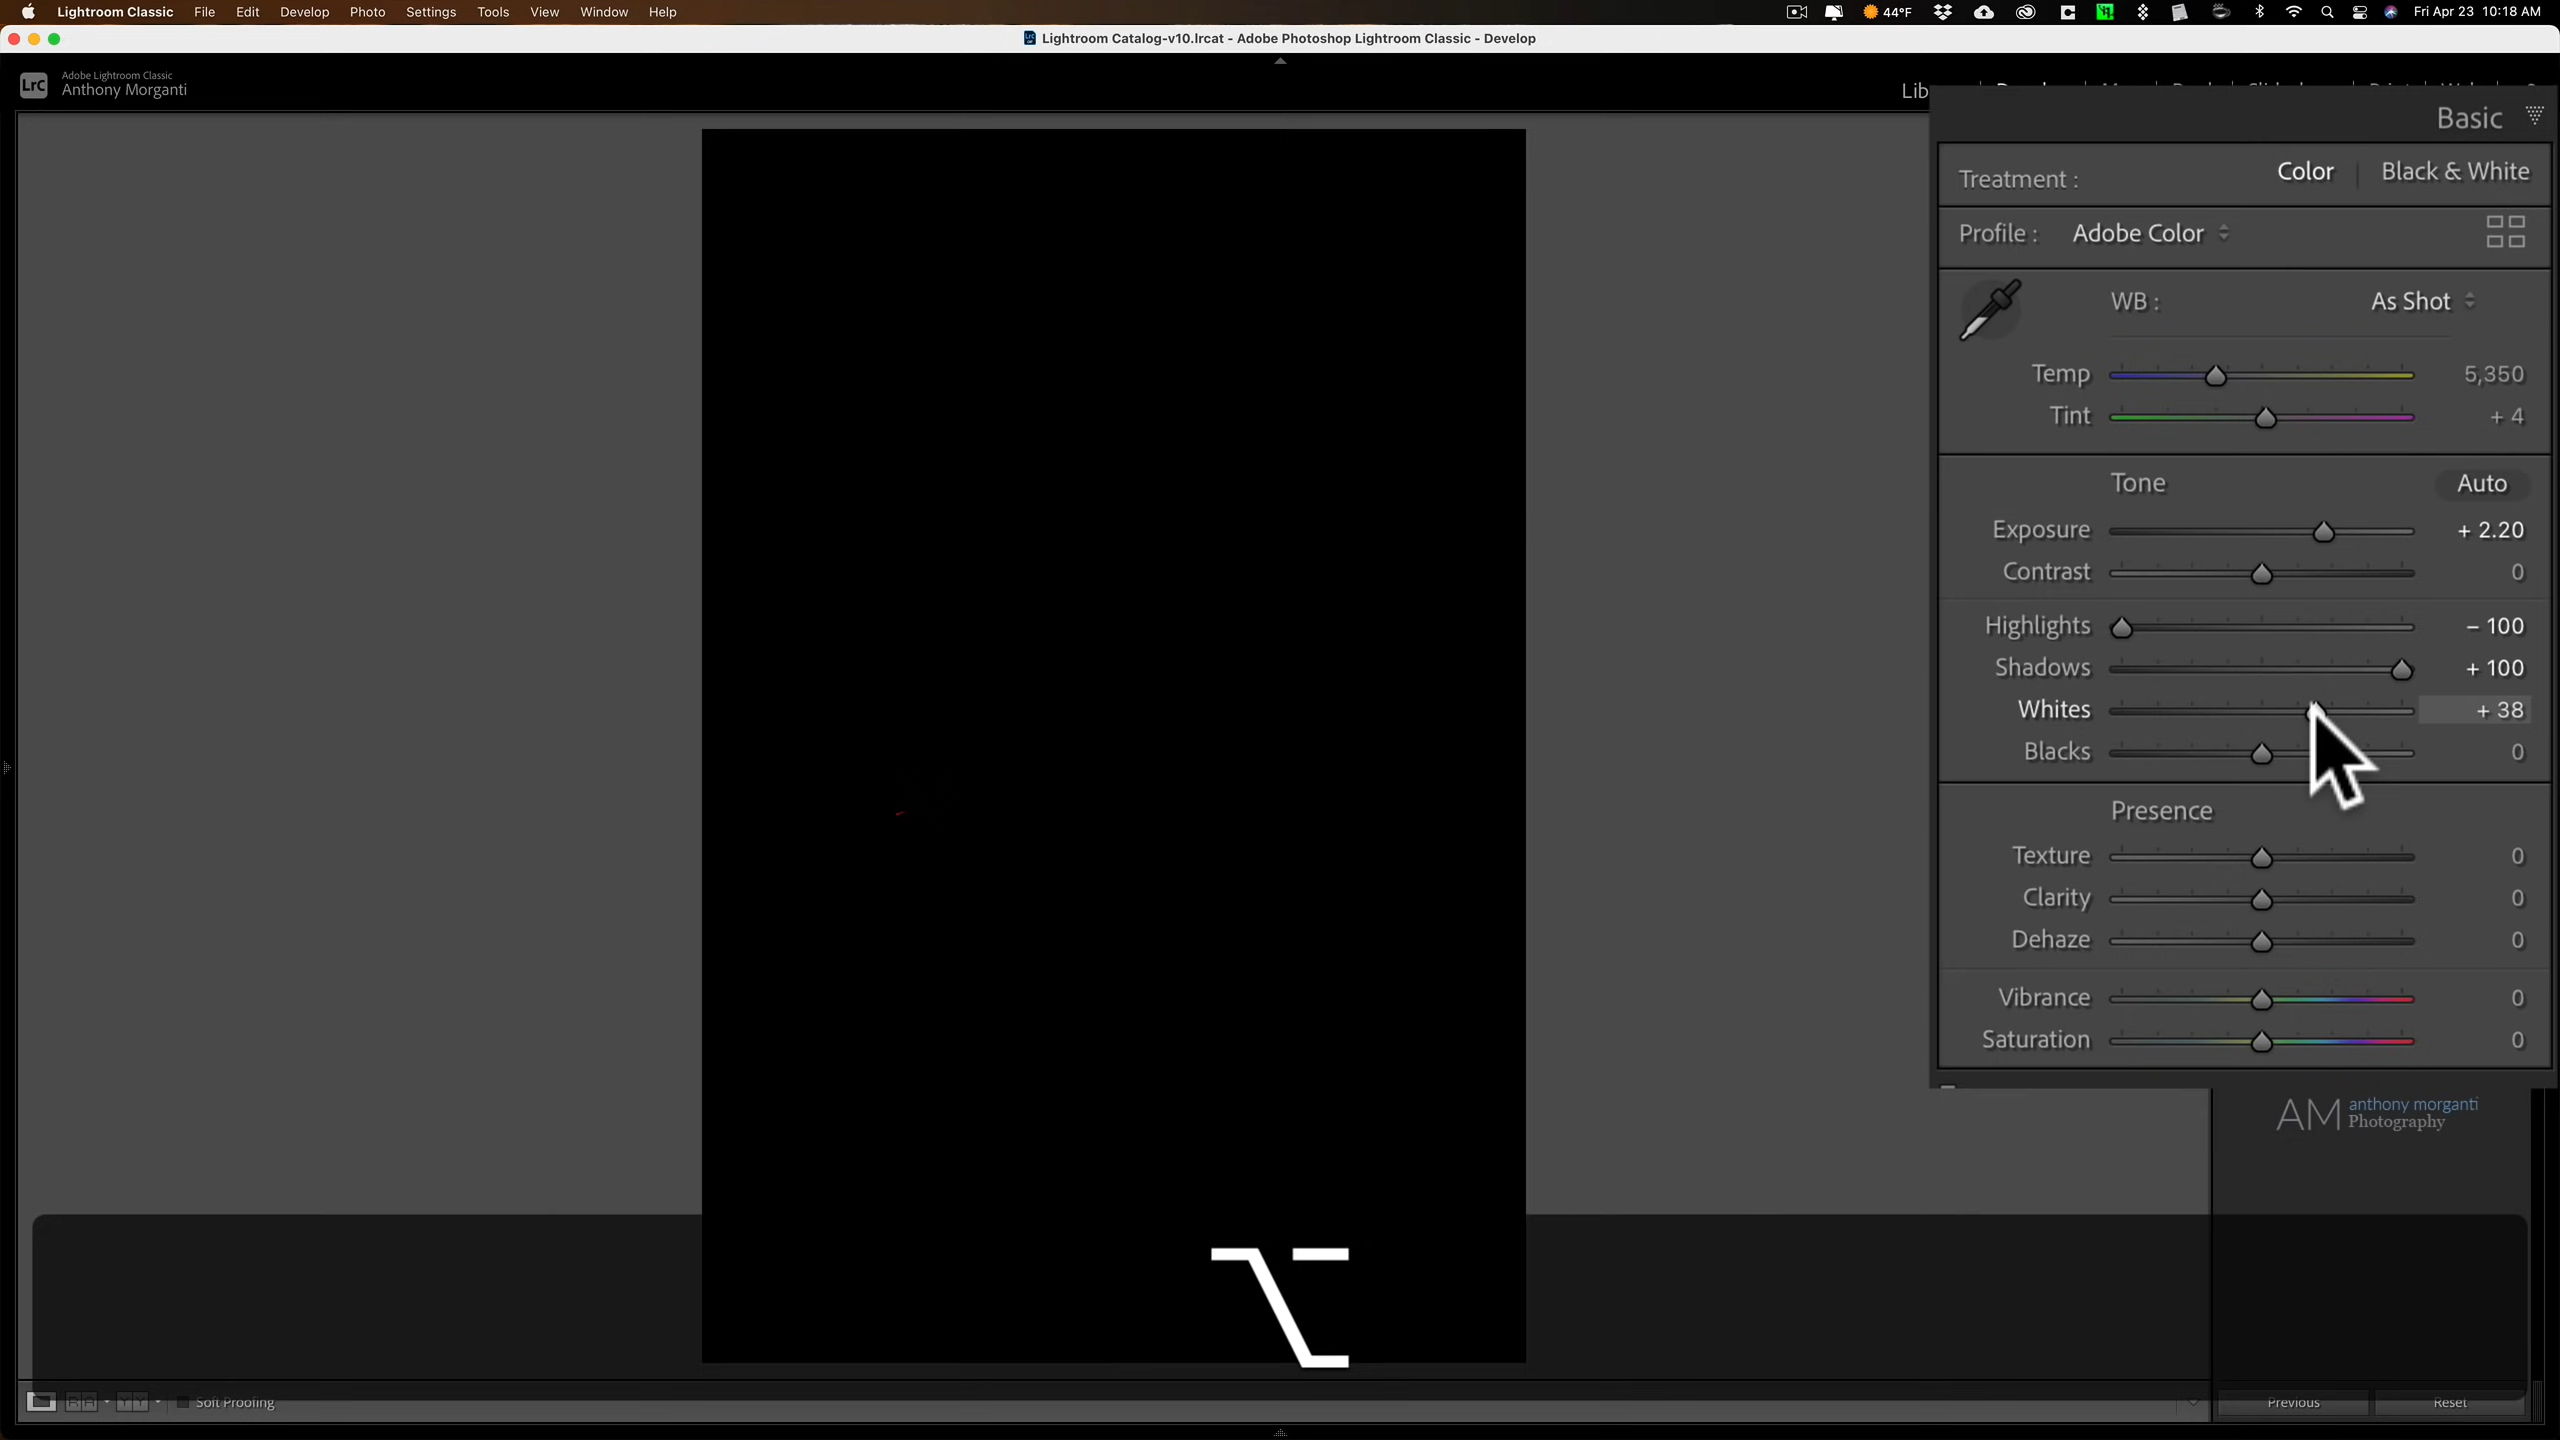 Lightroom Classic File Edit Develop Photo Settings Tools View Window Help 44°F Fri Apr 23 10:18 AM
Lightroom Catalog-v10.lrcat - Adobe Photoshop Lightroom Classic - Develop
LrC
Adobe Lightroom Classic
Anthony Morganti
Lib
Basic
Treatment : Color Black & White
Profile : Adobe Color
WB : As Shot
Temp 5,350
Tint + 4
Tone Auto
Exposure + 2.20
Contrast 0
Highlights – 100
Shadows + 100
Whites + 38
Blacks 0
Presence
Texture 0
Clarity 0
Dehaze 0
Vibrance 0
Saturation 0
AM anthony morganti
Photography
Soft Proofing
Previous Reset